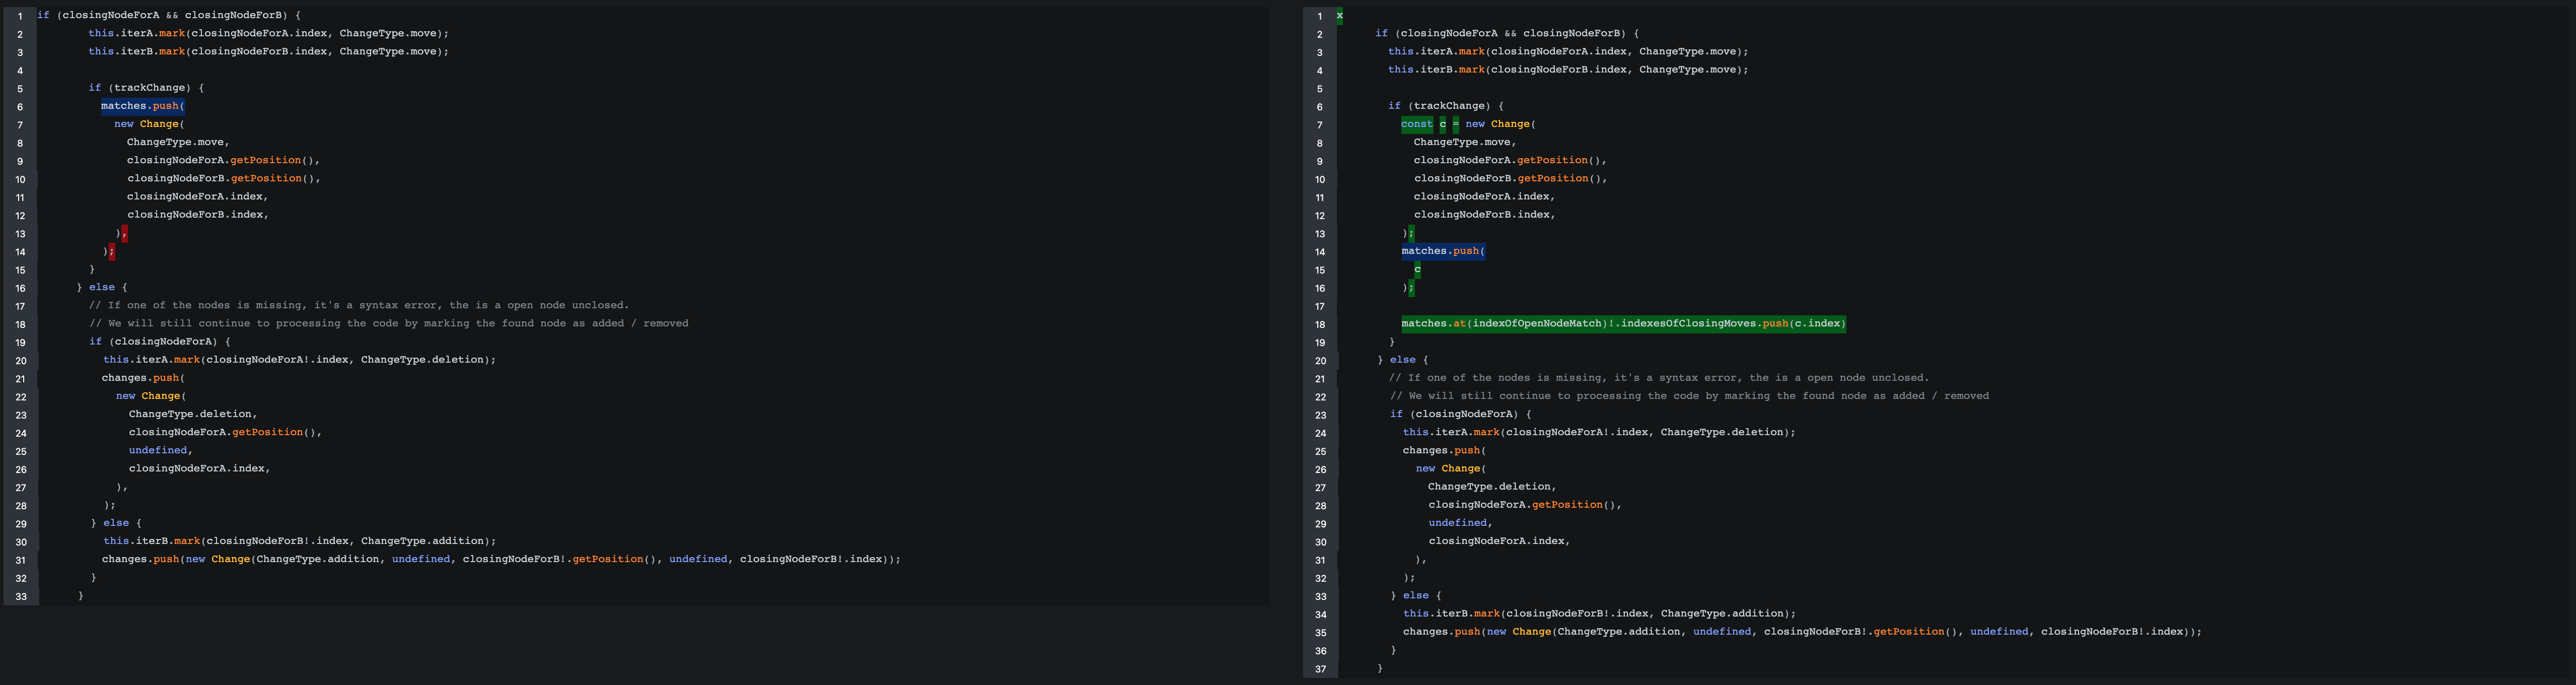 1 if (closingNodeForA && closingNodeForB) {
2 this.iterA.mark(closingNodeForA.index, ChangeType.move);
3 this.iterB.mark(closingNodeForB.index, ChangeType.move);
4
5 if (trackChange) {
6 matches.push(
7 new Change(
8 ChangeType.move,
9 closingNodeForA.getPosition(),
10 closingNodeForB.getPosition(),
11 closingNodeForA.index,
12 closingNodeForB.index,
13 ),
14 );
15 }
16 } else {
17 // If one of the nodes is missing, it's a syntax error, the is a open node unclosed.
18 // We will still continue to processing the code by marking the found node as added / removed
19 if (closingNodeForA) {
20 this.iterA.mark(closingNodeForA!.index, ChangeType.deletion);
21 changes.push(
22 new Change(
23 ChangeType.deletion,
24 closingNodeForA.getPosition(),
25 undefined,
26 closingNodeForA.index,
27 ),
28 );
29 } else {
30 this.iterB.mark(closingNodeForB!.index, ChangeType.addition);
31 changes.push(new Change(ChangeType.addition, undefined, closingNodeForB!.getPosition(), undefined, closingNodeForB!.index));
32 }
33 }
1 x
2 if (closingNodeForA && closingNodeForB) {
3 this.iterA.mark(closingNodeForA.index, ChangeType.move);
4 this.iterB.mark(closingNodeForB.index, ChangeType.move);
5
6 if (trackChange) {
7 const c = new Change(
8 ChangeType.move,
9 closingNodeForA.getPosition(),
10 closingNodeForB.getPosition(),
11 closingNodeForA.index,
12 closingNodeForB.index,
13 );
14 matches.push(
15 c
16 );
17
18 matches.at(indexOfOpenNodeMatch)!.indexesOfClosingMoves.push(c.index)
19 }
20 } else {
21 // If one of the nodes is missing, it's a syntax error, the is a open node unclosed.
22 // We will still continue to processing the code by marking the found node as added / removed
23 if (closingNodeForA) {
24 this.iterA.mark(closingNodeForA!.index, ChangeType.deletion);
25 changes.push(
26 new Change(
27 ChangeType.deletion,
28 closingNodeForA.getPosition(),
29 undefined,
30 closingNodeForA.index,
31 ),
32 );
33 } else {
34 this.iterB.mark(closingNodeForB!.index, ChangeType.addition);
35 changes.push(new Change(ChangeType.addition, undefined, closingNodeForB!.getPosition(), undefined, closingNodeForB!.index));
36 }
37 }